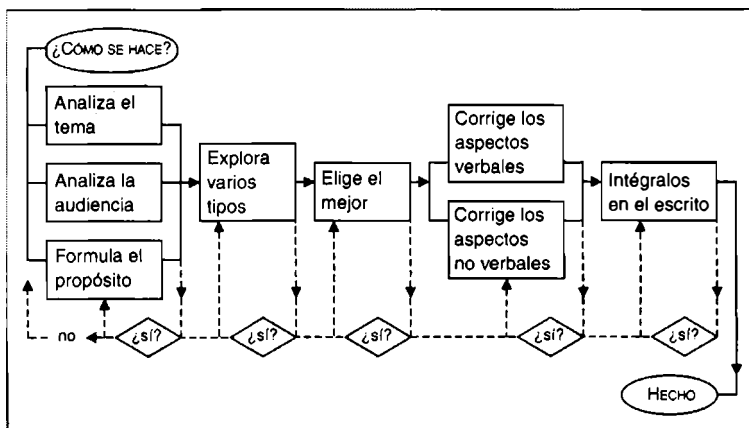 ¿CÓMO SE HACE?
Analiza el
tema
Analiza la
audiencia
Formula el
propósito
Explora
varios
tipos
Elige el
mejor
Corrige los
aspectos
verbales
Corrige los
aspectos
no verbales
Intégralos
en el escrito
no
¿sí?
¿sí?
¿sí?
¿sí?
¿sí?
HECHO